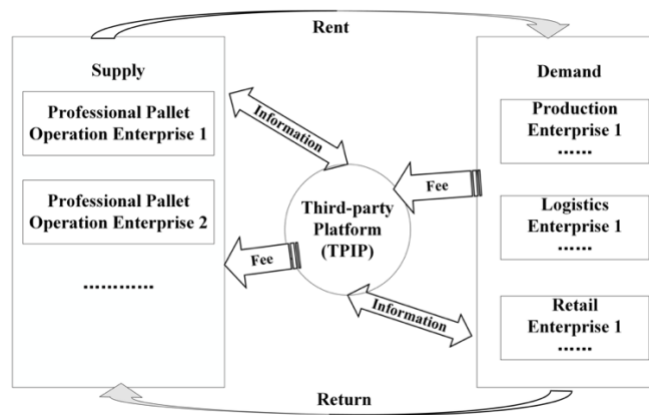 Rent
Supply
Professional Pallet
Operation Enterprise 1
Professional Pallet
Operation Enterprise 2
…………
Information
Fee
Third-party
Platform
(TPIP)
Fee
Information
Demand
Production
Enterprise 1
……
Logistics
Enterprise 1
……
Retail
Enterprise 1
……
Return